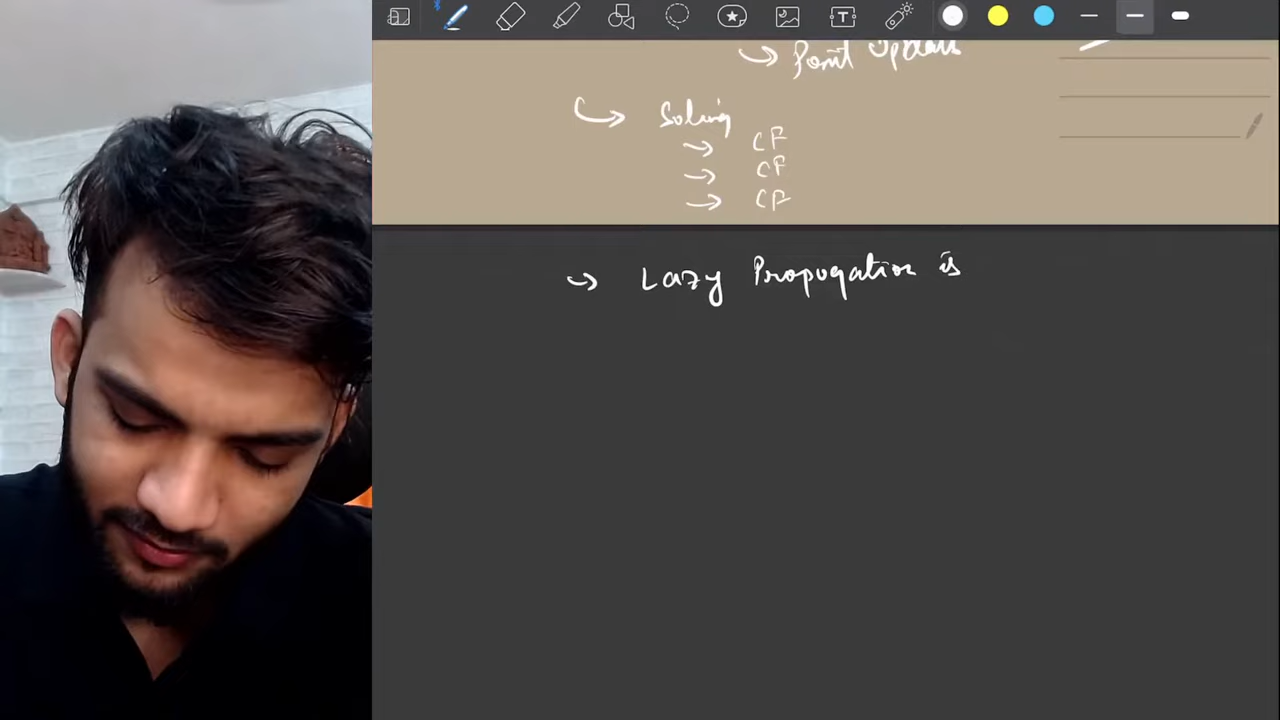 ↪ Point Update
↪ Solving
→ CF
→ CF
→ CF
↪ Lazy Propogation is